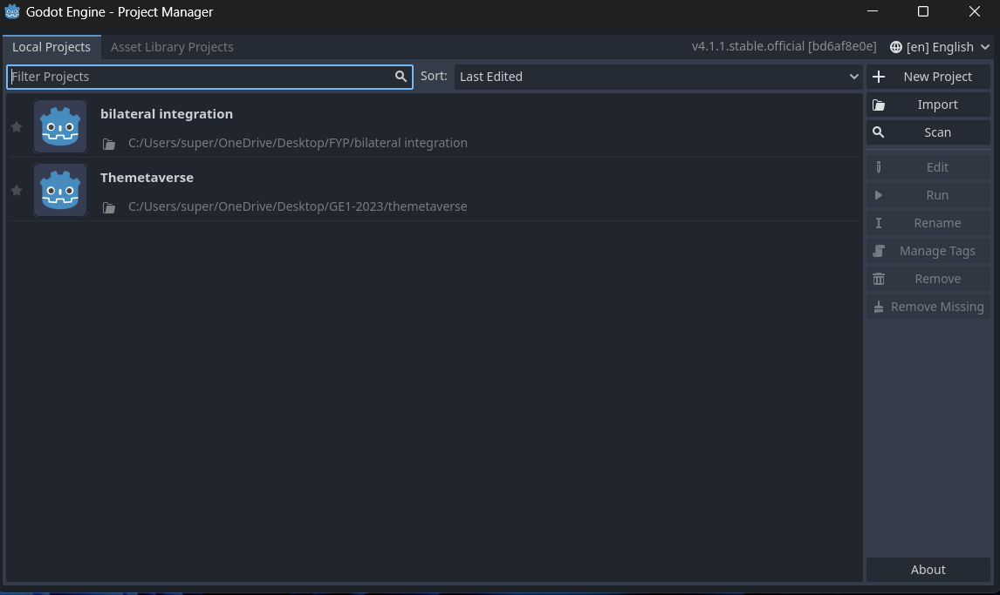 Godot Engine - Project Manager
Local Projects Asset Library Projects v4.1.1.stable.official [bd6af8e0e] [en] English
Filter Projects Sort: Last Edited New Project
Import
Scan
bilateral integration
C:/Users/super/OneDrive/Desktop/FYP/bilateral integration
Themetaverse
C:/Users/super/OneDrive/Desktop/GE1-2023/themetaverse
Edit
Run
Rename
Manage Tags
Remove
Remove Missing
About